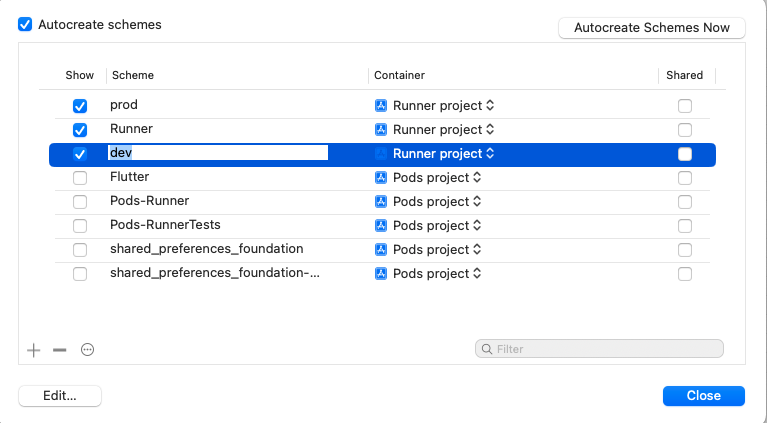 Autocreate schemes
Autocreate Schemes Now
Show Scheme Container Shared
prod Runner project
Runner Runner project
dev Runner project
Flutter Pods project
Pods-Runner Pods project
Pods-RunnerTests Pods project
shared_preferences_foundation Pods project
shared_preferences_foundation-... Pods project
Filter
Edit...
Close